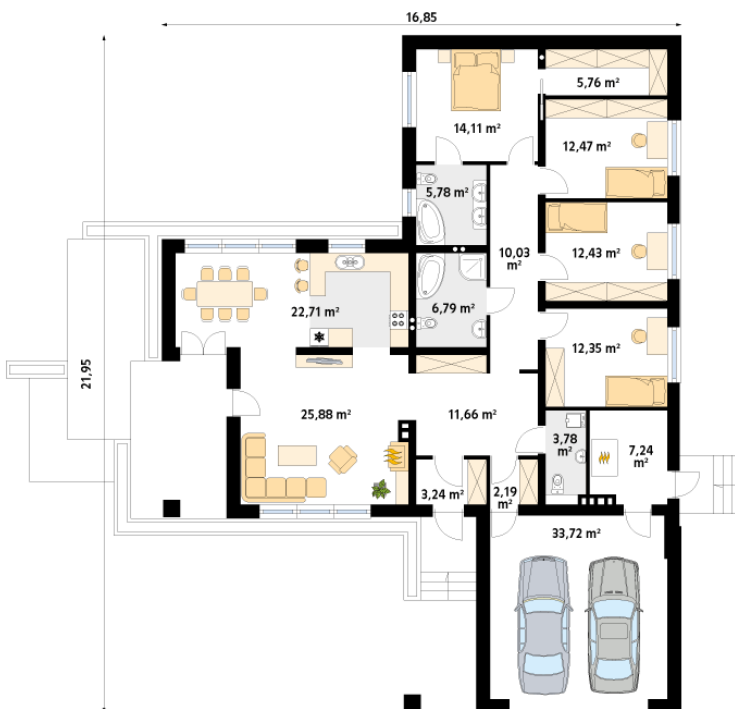 16,85
5,76 m²
14,11 m²
12,47 m²
5,78 m²
10,03
m²
12,43 m²
22,71 m²
6,79 m²
12,35 m²
21,95
25,88 m²
11,66 m²
3,78
m²
7,24
m²
3,24 m²
2,19
m²
33,72 m²